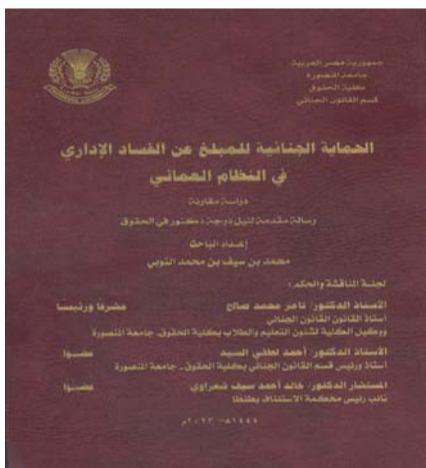 جمهورية مصر العربية
جامعة المنصورة
كلية الحقوق
قسم القانون الجنائي
الحماية الجنائية للمبلغ عن الفساد الإداري
في النظام العماني
دراسة مقارنة
رسالة مقدمة لنيل درجة دكتور في الحقوق
إعداد الباحث
محمد بن سيف بن محمد التوبي
لجنة المناقشة والحكم:
الأستاذ الدكتور/ ناصر محمد صالح مشرفا ورئيسا
أستاذ القانون القانون الجنائي
ووكيل الكلية لشئون التعليم والطلاب بكلية الحقوق، جامعة المنصورة
الأستاذ الدكتور/ أحمد لطفي السيد عضوا
أستاذ ورئيس قسم القانون الجنائي بكلية الحقوق - جامعة المنصورة
المستشار الدكتور/ خالد أحمد سيف شعراوي عضوا
نائب رئيس محكمة الاستئناف بطنطا